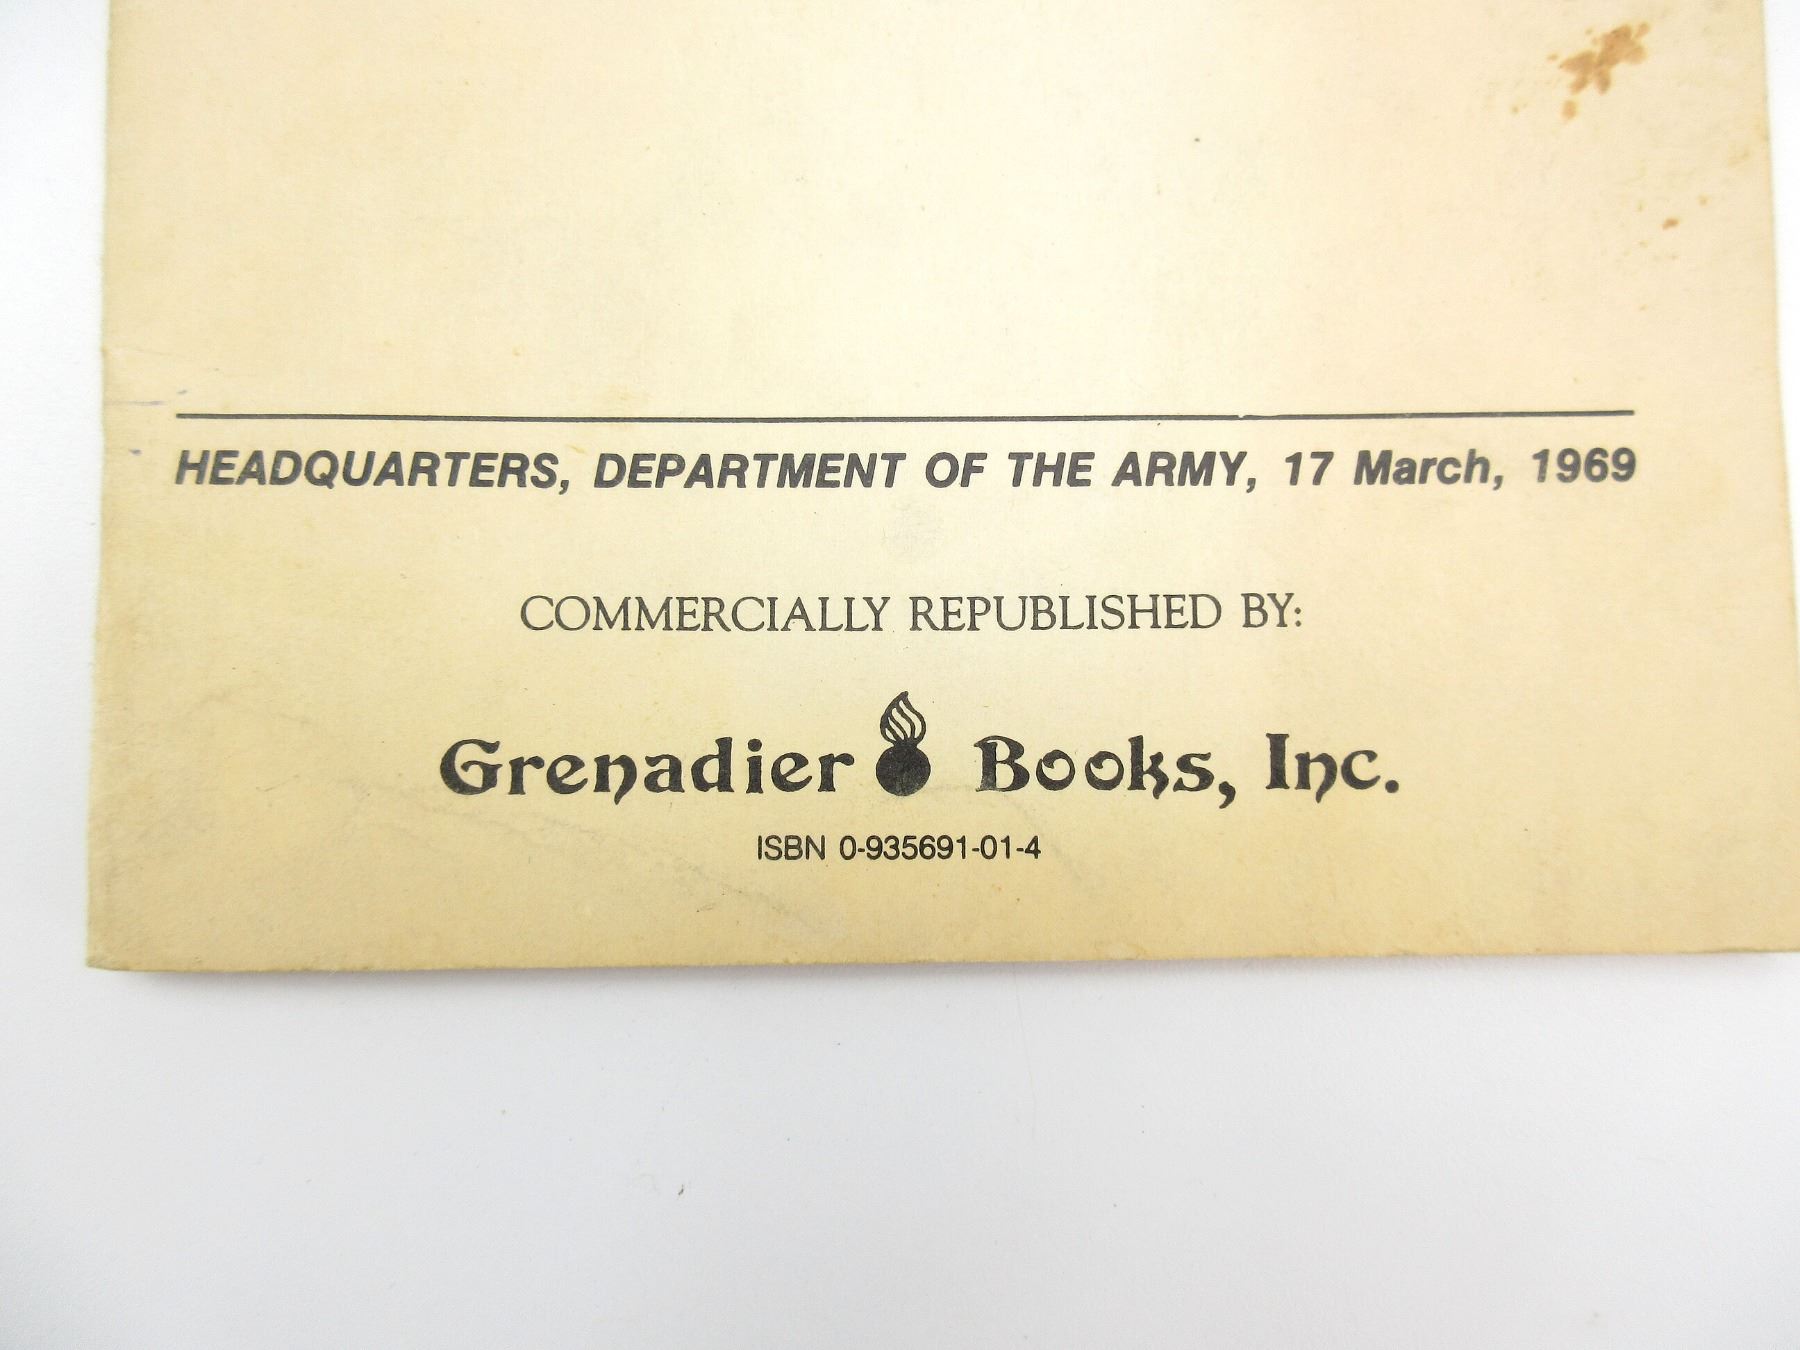 HEADQUARTERS, DEPARTMENT OF THE ARMY, 17 March, 1969
COMMERCIALLY REPUBLISHED BY:
Grenadier Books, Inc.
ISBN 0-935691-01-4